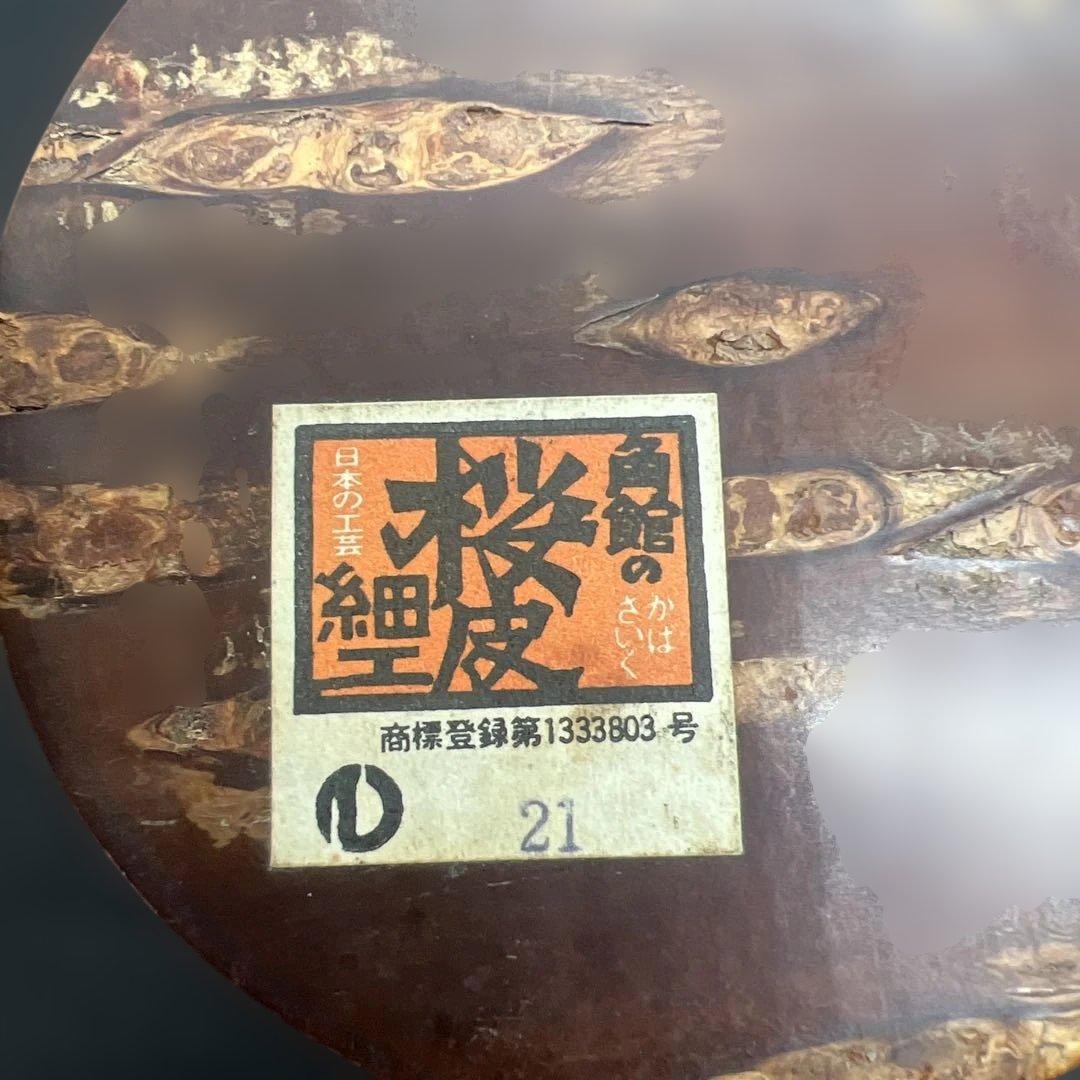 角館の
かば
さいく
桜皮
細工
日本の工芸
商標登録第1333803号
21